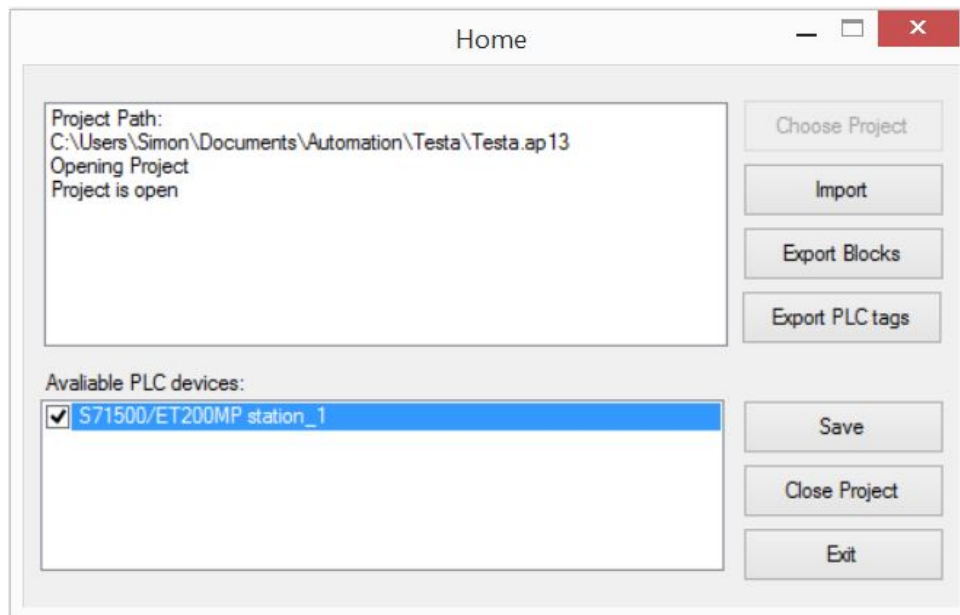 Home
Project Path:
C:\Users\Simon\Documents\Automation\Testa\Testa.ap13
Opening Project
Project is open
Choose Project
Import
Export Blocks
Export PLC tags
Avaliable PLC devices:
S71500/ET200MP station_1
Save
Close Project
Exit